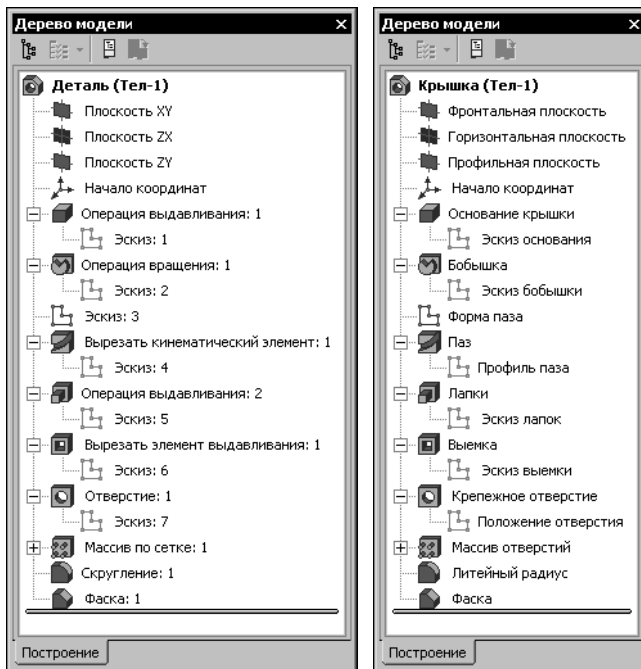 Дерево модели
Деталь (Тел-1)
Плоскость XY
Плоскость ZX
Плоскость ZY
Начало координат
Операция выдавливания: 1
Эскиз: 1
Операция вращения: 1
Эскиз: 2
Эскиз: 3
Вырезать кинематический элемент: 1
Эскиз: 4
Операция выдавливания: 2
Эскиз: 5
Вырезать элемент выдавливания: 1
Эскиз: 6
Отверстие: 1
Эскиз: 7
Массив по сетке: 1
Скругление: 1
Фаска: 1
Построение
Дерево модели
Крышка (Тел-1)
Фронтальная плоскость
Горизонтальная плоскость
Профильная плоскость
Начало координат
Основание крышки
Эскиз основания
Бобышка
Эскиз бобышки
Форма паза
Паз
Профиль паза
Лапки
Эскиз лапок
Выемка
Эскиз выемки
Крепежное отверстие
Положение отверстия
Массив отверстий
Литейный радиус
Фаска
Построение